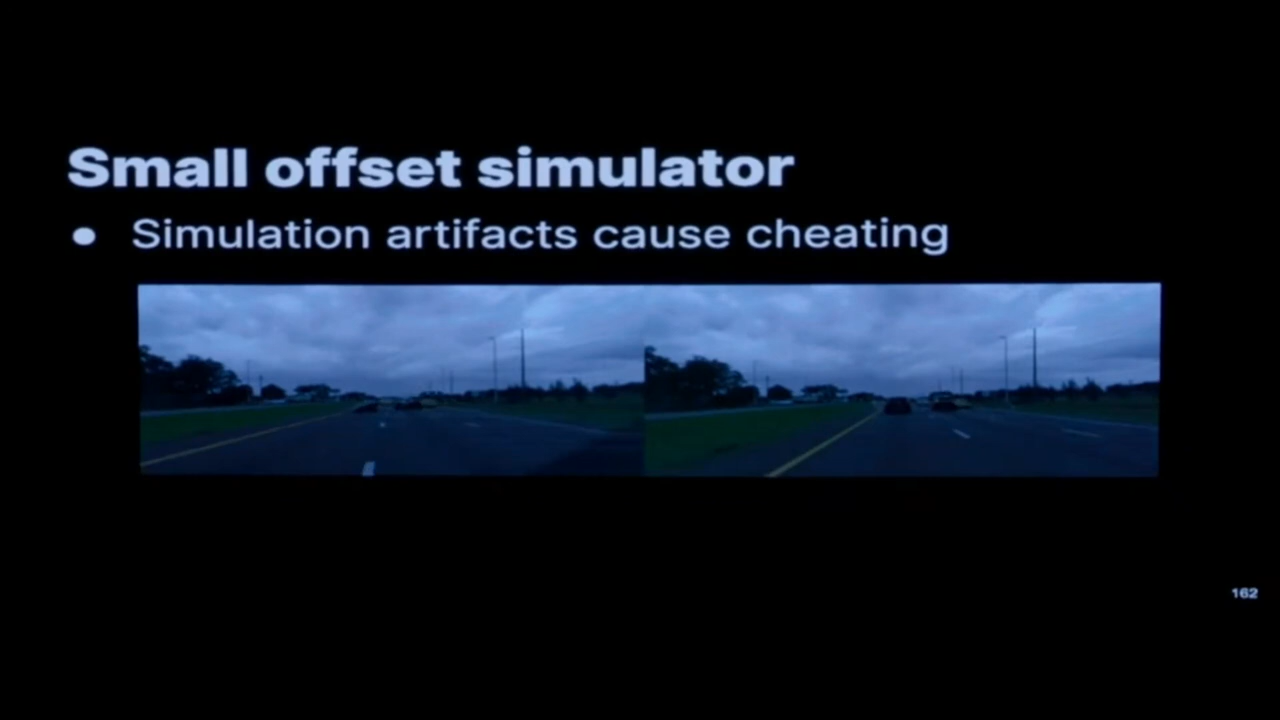 Small offset simulator
● Simulation artifacts cause cheating
162